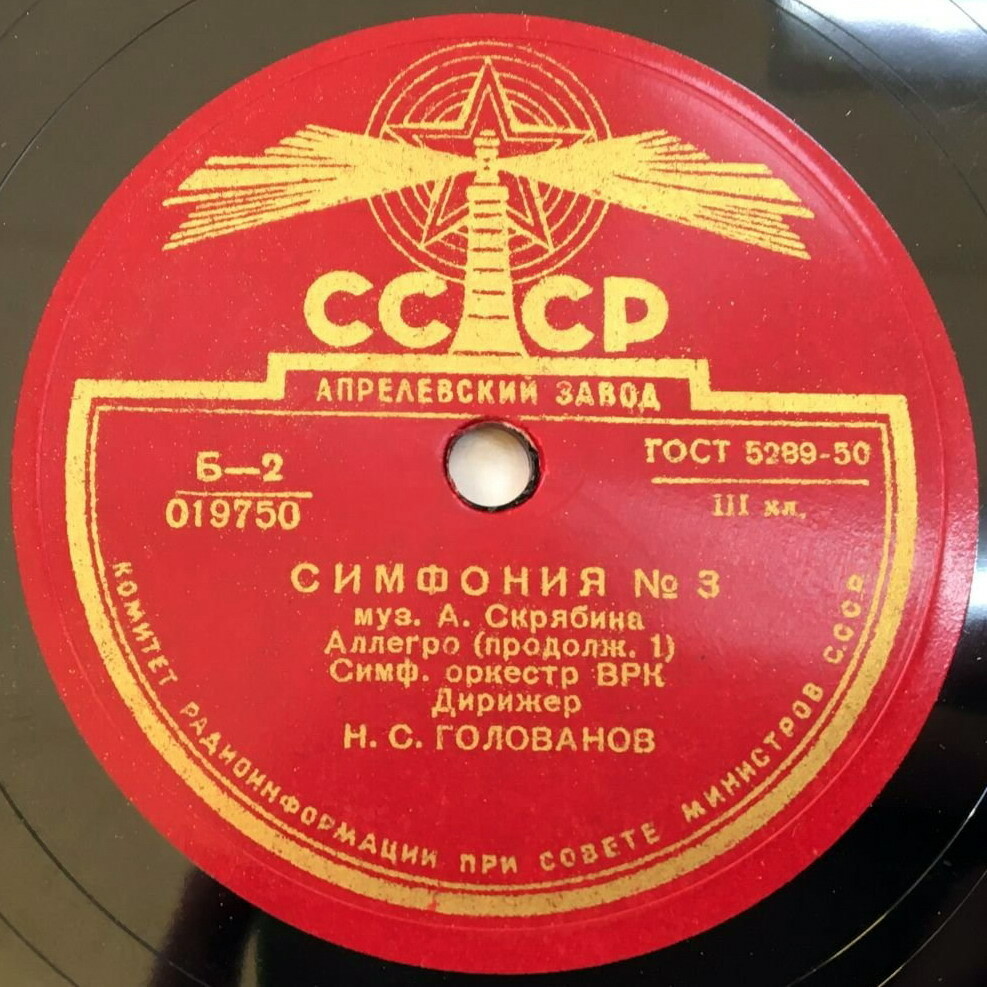 СССР
АПРЕЛЕВСКИЙ ЗАВОД
Б—2
019750
ГОСТ 5289-50
III кл.
СИМФОНИЯ № 3
муз. А. Скрябина
Аллегро (продолж. 1)
Симф. оркестр ВРК
Дирижер
Н. С. ГОЛОВАНОВ
КОМИТЕТ РАДИОИНФОРМАЦИИ ПРИ СОВЕТЕ МИНИСТРОВ СССР